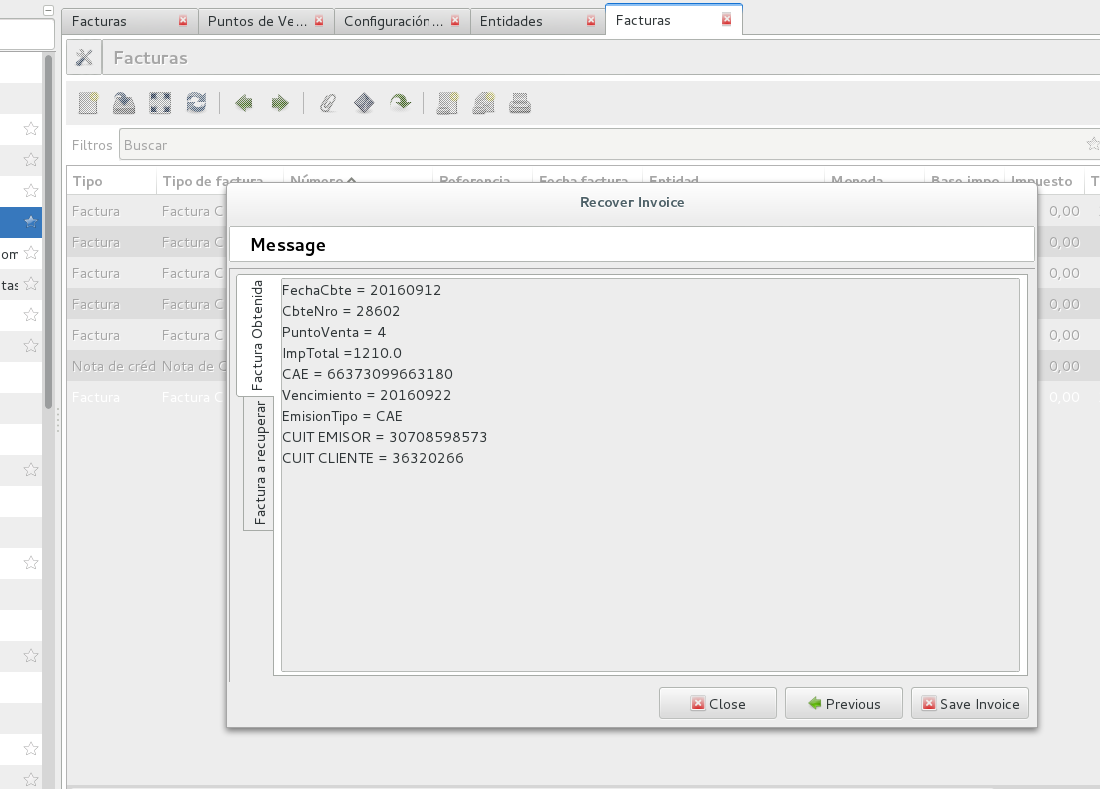 Facturas
Puntos de Ve...
Configuración ...
Entidades
Facturas
Facturas
Filtros
Buscar
Tipo
Tipo de factura
Número
Referencia
Fecha factura
Entidad
Moneda
Base impo
Impuesto
T
Factura
Factura C
0,00
Factura
Factura C
0,00
om
Factura
Factura C
0,00
tas
Factura
Factura C
0,00
Factura
Factura C
0,00
Nota de créd
Nota de C
0,00
Factura
Factura C
0,00
Recover Invoice
Message
Factura Obtenida
Factura a recuperar
FechaCbte = 20160912
CbteNro = 28602
PuntoVenta = 4
ImpTotal =1210.0
CAE = 66373099663180
Vencimiento = 20160922
EmisionTipo = CAE
CUIT EMISOR = 30708598573
CUIT CLIENTE = 36320266
Close
Previous
Save Invoice